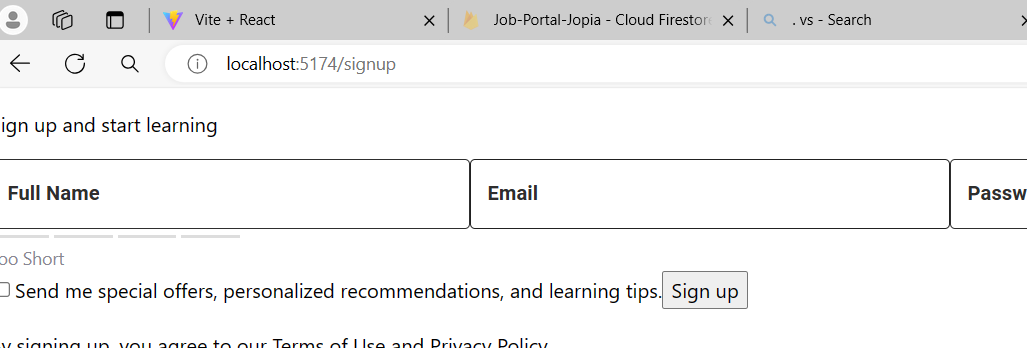 Vite + React
Job-Portal-Jopia - Cloud Firestore
. vs - Search
localhost:5174/signup
ign up and start learning
Full Name
Email
Passw
oo Short
Send me special offers, personalized recommendations, and learning tips.
Sign up
y signing up, you agree to our Terms of Use and Privacy Policy